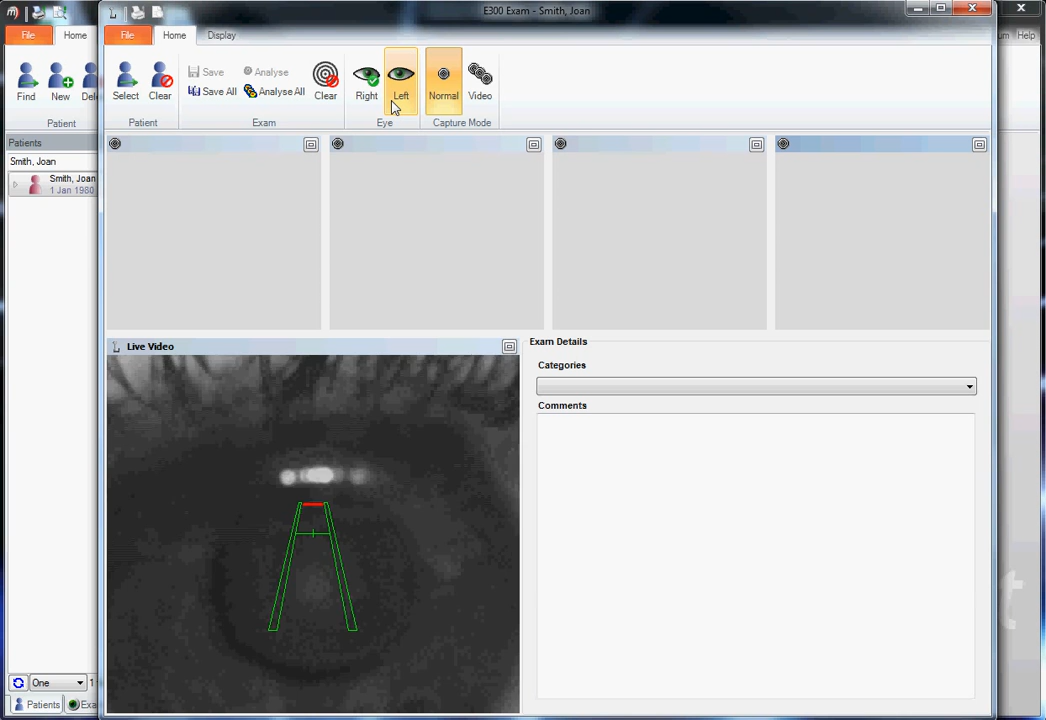 E300 Exam - Smith, Joan
File Home
File Home Display
Help
Find New
Patient
Select Clear
Patient
Save Analyse
Save All Analyse All
Clear
Exam
Right Left
Eye
Normal Video
Capture Mode
Patients
Smith, Joan
Smith, Joan
1 Jan 1980
Live Video
Exam Details
Categories
Comments
One
Patients